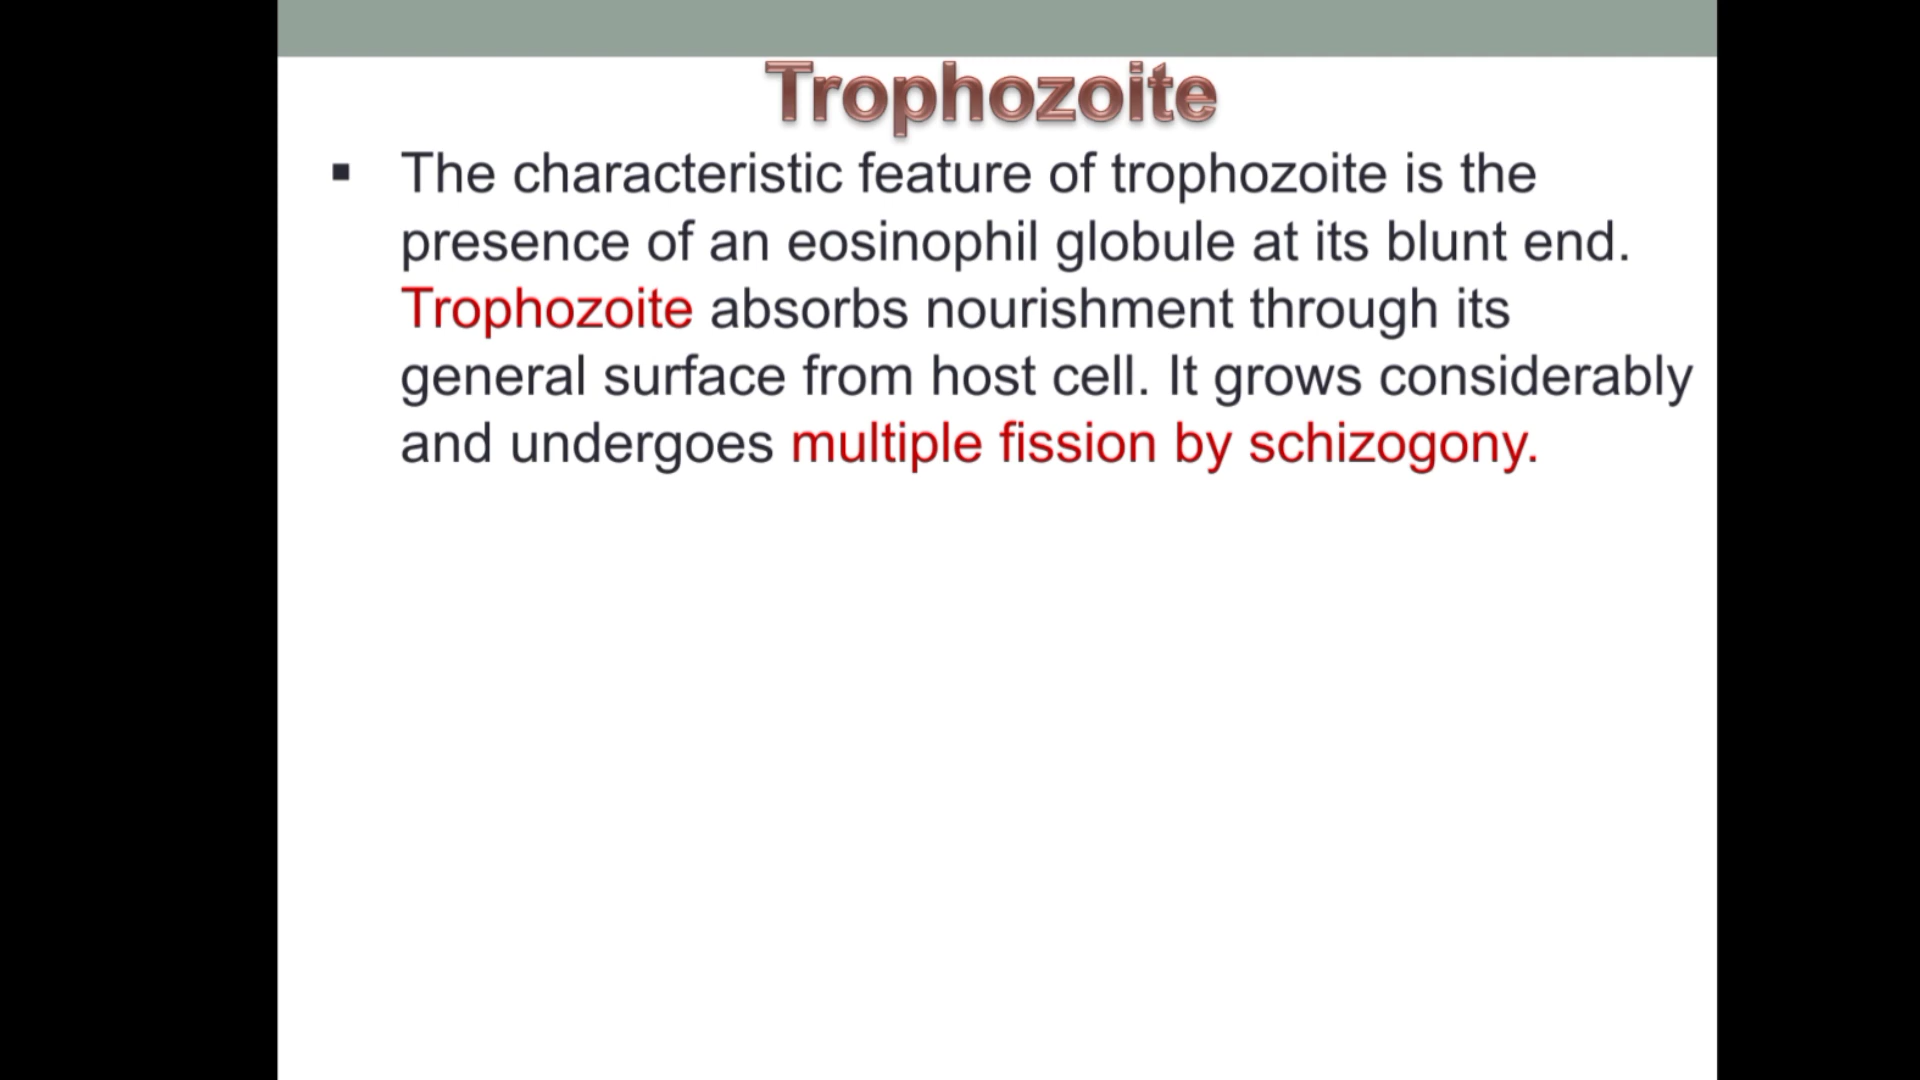 Trophozoite
▪ The characteristic feature of trophozoite is the
presence of an eosinophil globule at its blunt end.
Trophozoite absorbs nourishment through its
general surface from host cell. It grows considerably
and undergoes multiple fission by schizogony.